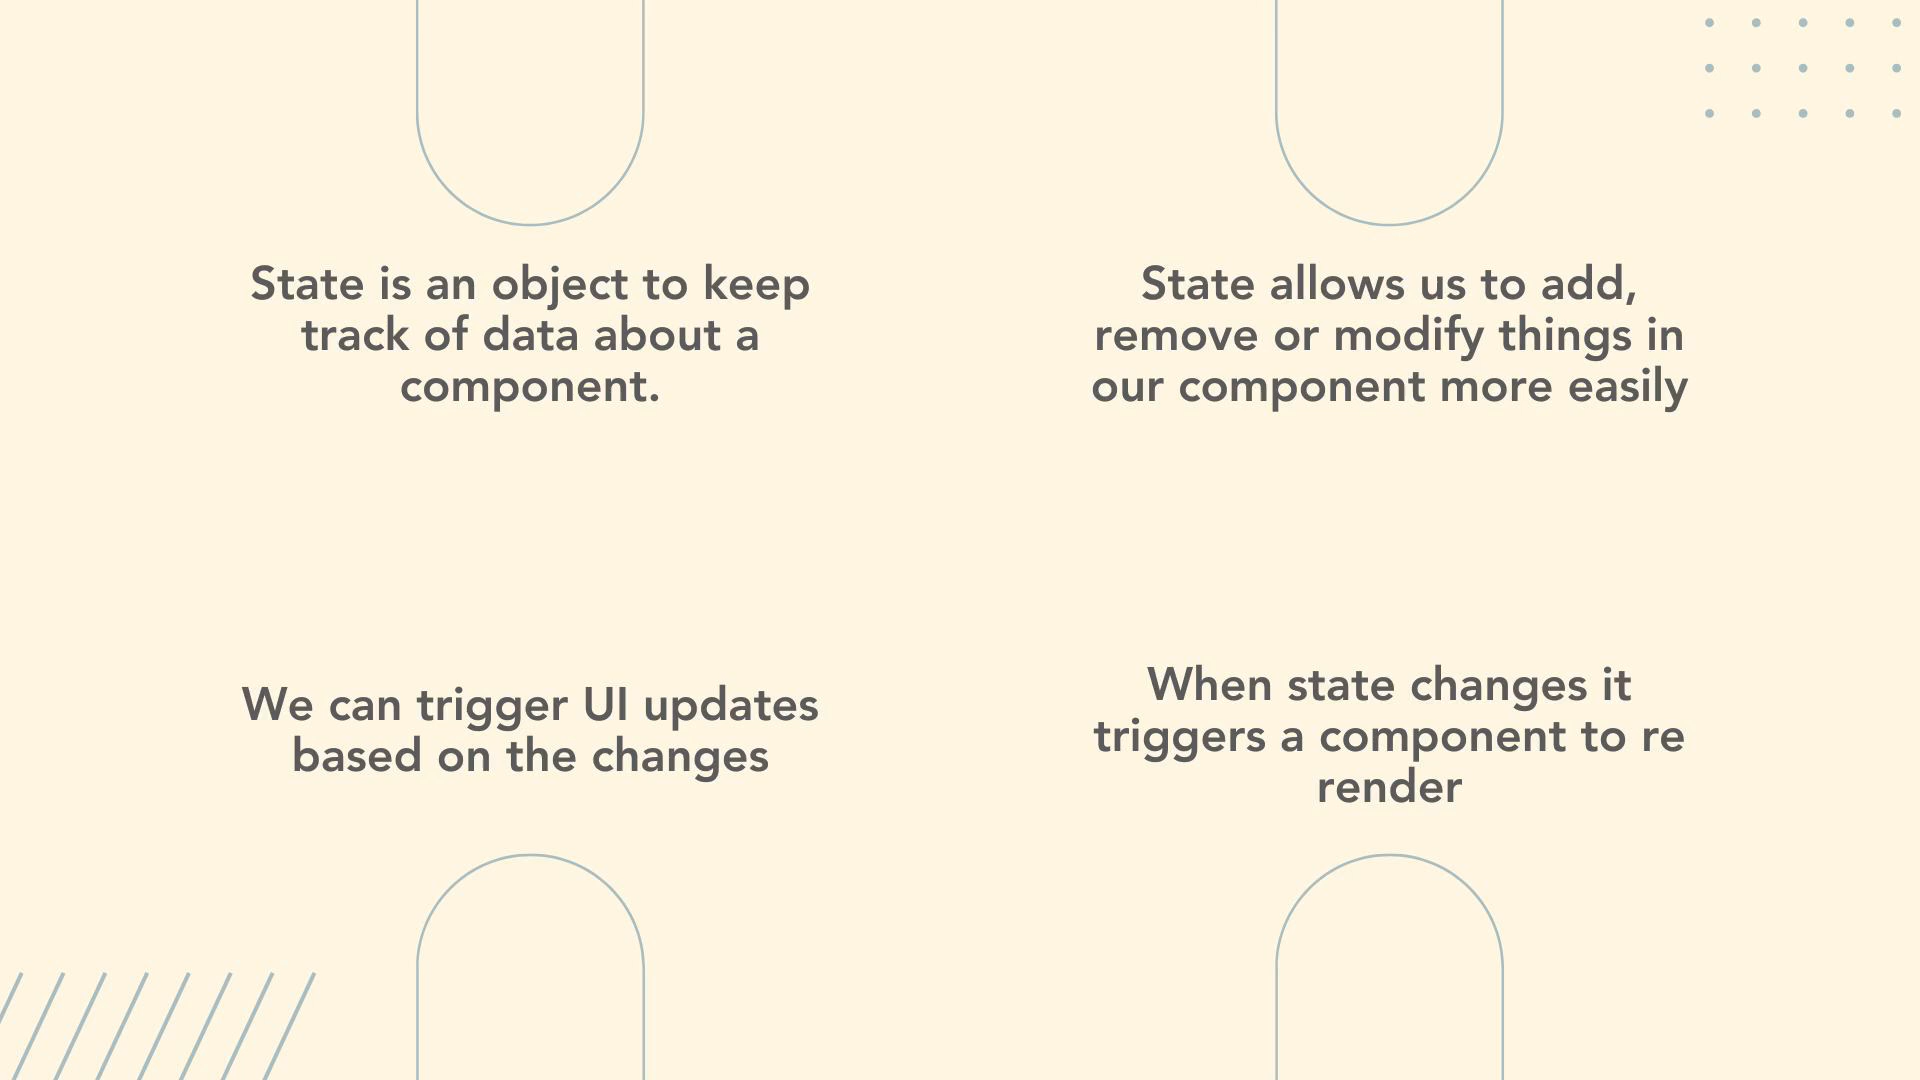 State is an object to keep
track of data about a
component.
State allows us to add,
remove or modify things in
our component more easily
We can trigger UI updates
based on the changes
When state changes it
triggers a component to re
render